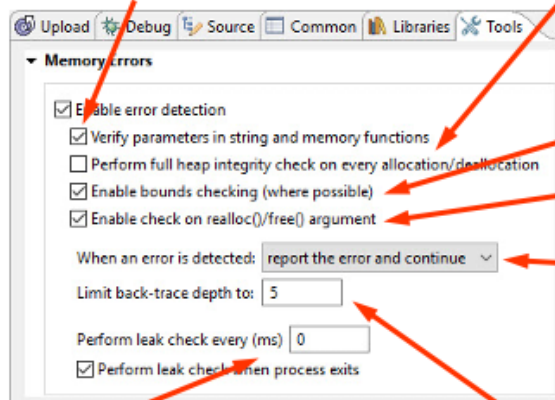 Upload Debug Source Common Libraries Tools
Memory Errors
Enable error detection
Verify parameters in string and memory functions
Perform full heap integrity check on every allocation/deallocation
Enable bounds checking (where possible)
Enable check on realloc()/free() argument
When an error is detected: report the error and continue
Limit back-trace depth to: 5
Perform leak check every (ms) 0
Perform leak check when process exits